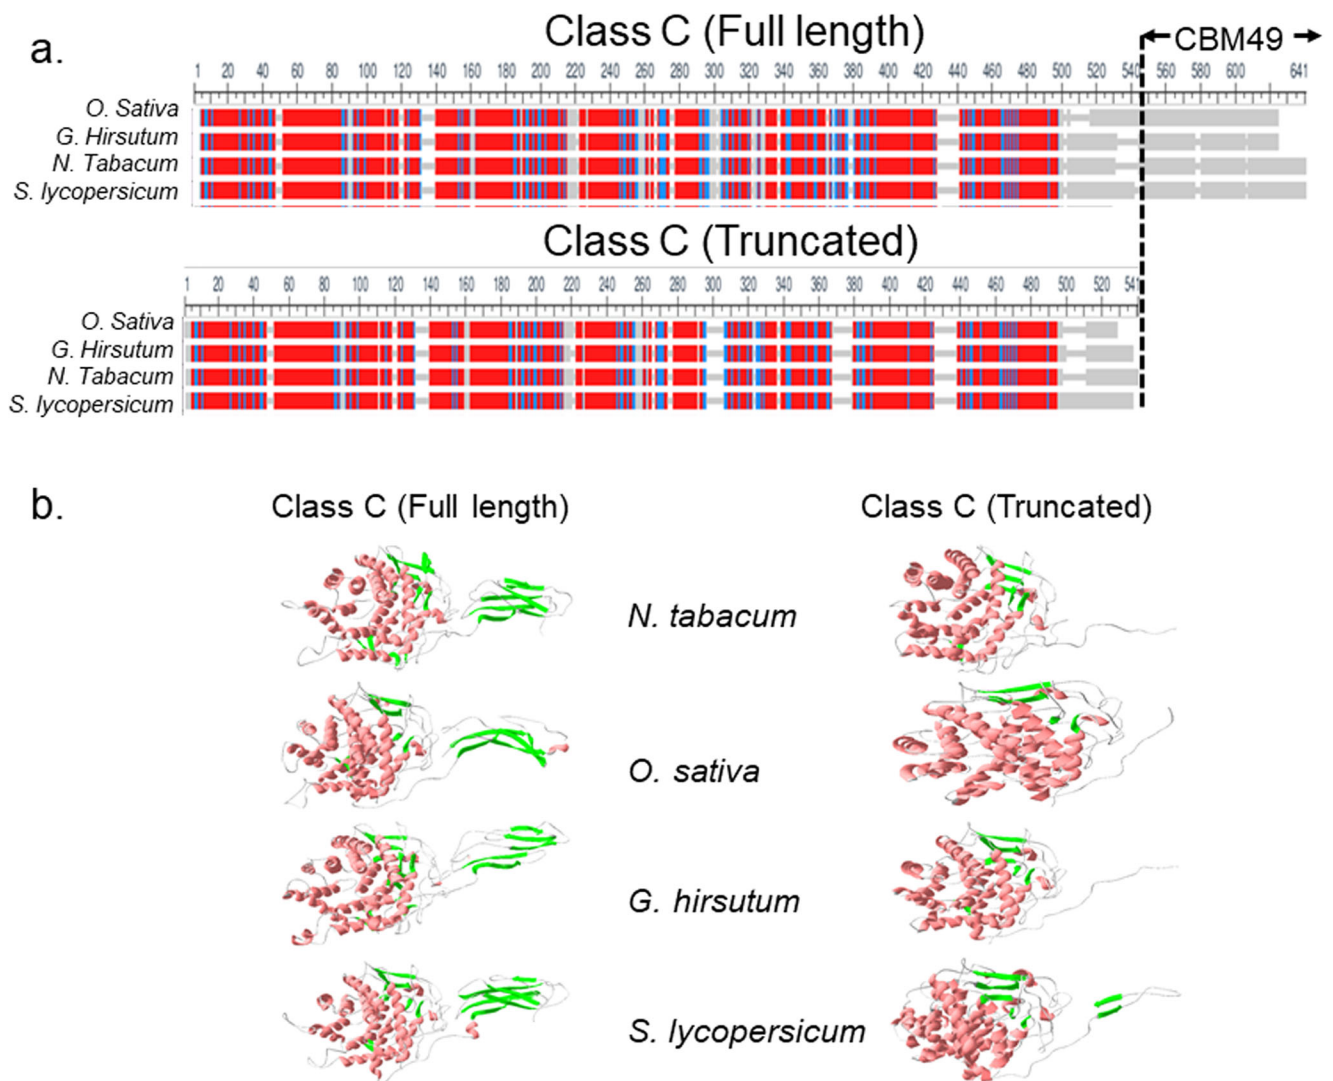 a.
Class C (Full length)
CBM49
1 20 40 60 80 100 120 140 160 180 200 220 240 260 280 300 320 340 360 380 400 420 440 460 480 500 520 540 560 580 600 641
O. Sativa
G. Hirsutum
N. Tabacum
S. lycopersicum
Class C (Truncated)
1 20 40 60 80 100 120 140 160 180 200 220 240 260 280 300 320 340 360 380 400 420 440 460 480 500 520 541
O. Sativa
G. Hirsutum
N. Tabacum
S. lycopersicum
b.
Class C (Full length) Class C (Truncated)
N. tabacum
O. sativa
G. hirsutum
S. lycopersicum